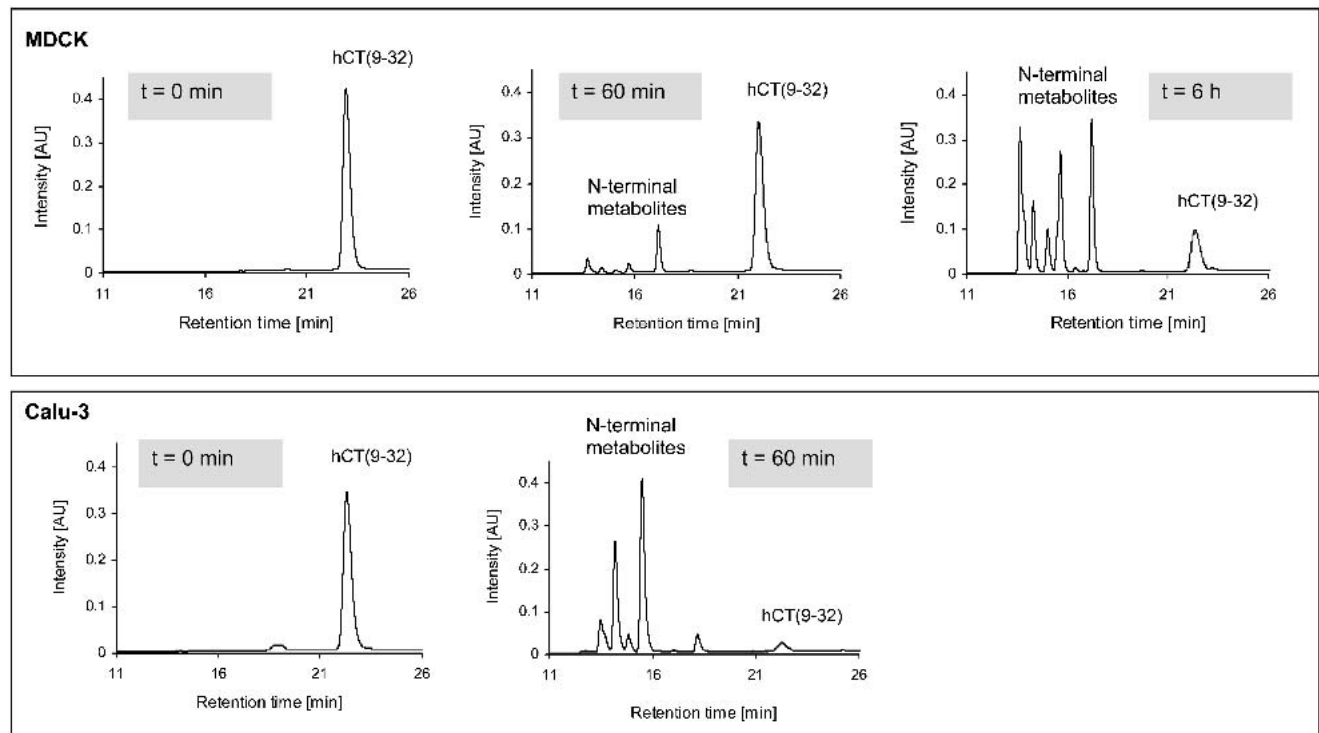 MDCK
hCT(9-32)
t = 0 min
0.4
0.3
0.2
0.1
0
Intensity [AU]
11 16 21 26
Retention time [min]
hCT(9-32)
t = 60 min
0.4
0.3
0.2
0.1
0
Intensity [AU]
N-terminal
metabolites
11 16 21 26
Retention time [min]
N-terminal
metabolites
t = 6 h
0.4
0.3
0.2
0.1
0
Intensity [AU]
hCT(9-32)
11 16 21 26
Retention time [min]
Calu-3
t = 0 min
hCT(9-32)
0.4
0.3
0.2
0.1
0
Intensity [AU]
11 16 21 26
Retention time [min]
N-terminal
metabolites
t = 60 min
0.4
0.3
0.2
0.1
0
Intensity [AU]
hCT(9-32)
11 16 21 26
Retention time [min]